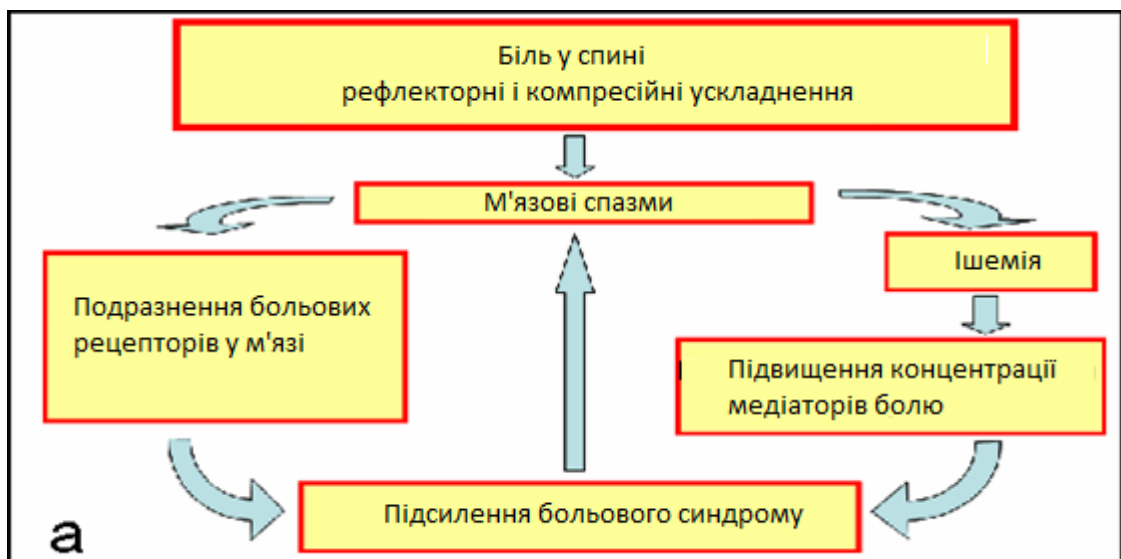 Біль у спині
рефлекторні і компресійні ускладнення
М'язові спазми
Ішемія
Подразнення больових
рецепторів у м'язі
Підвищення концентрації
медіаторів болю
Підсилення больового синдрому
а